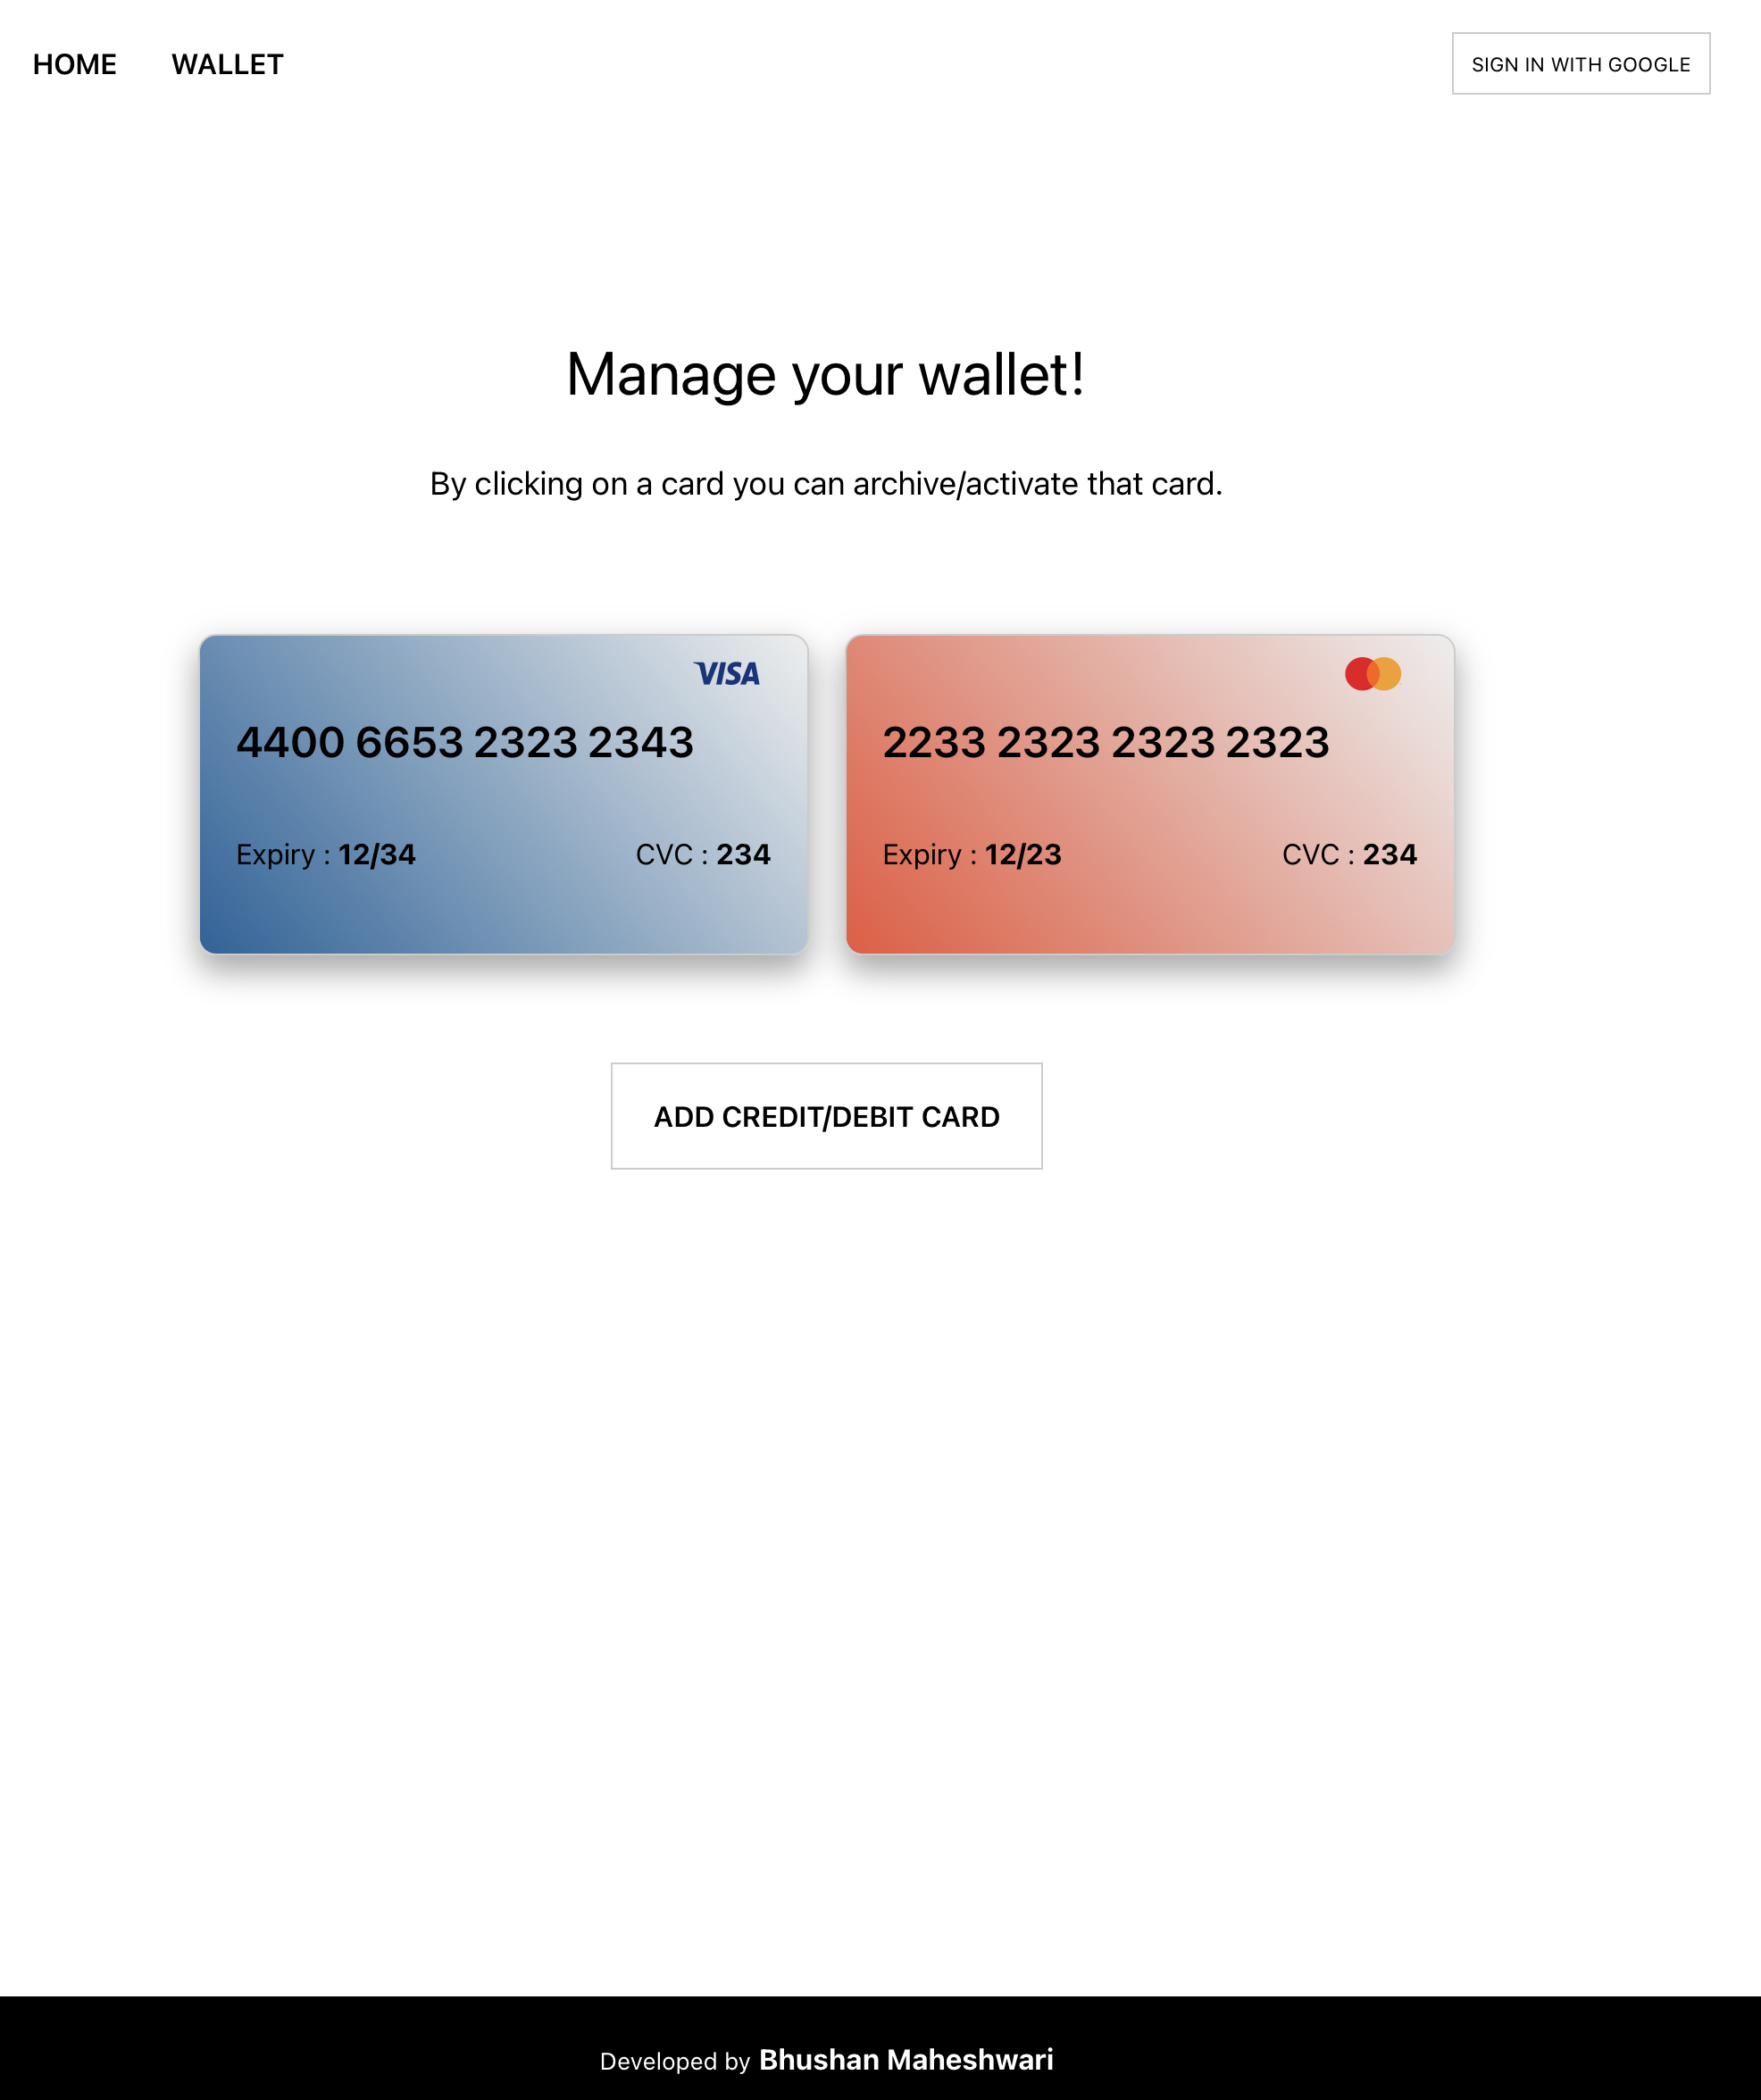 HOME WALLET SIGN IN WITH GOOGLE
Manage your wallet!
By clicking on a card you can archive/activate that card.
VISA
4400 6653 2323 2343
Expiry : 12/34 CVC : 234
2233 2323 2323 2323
Expiry : 12/23 CVC : 234
ADD CREDIT/DEBIT CARD
Developed by Bhushan Maheshwari